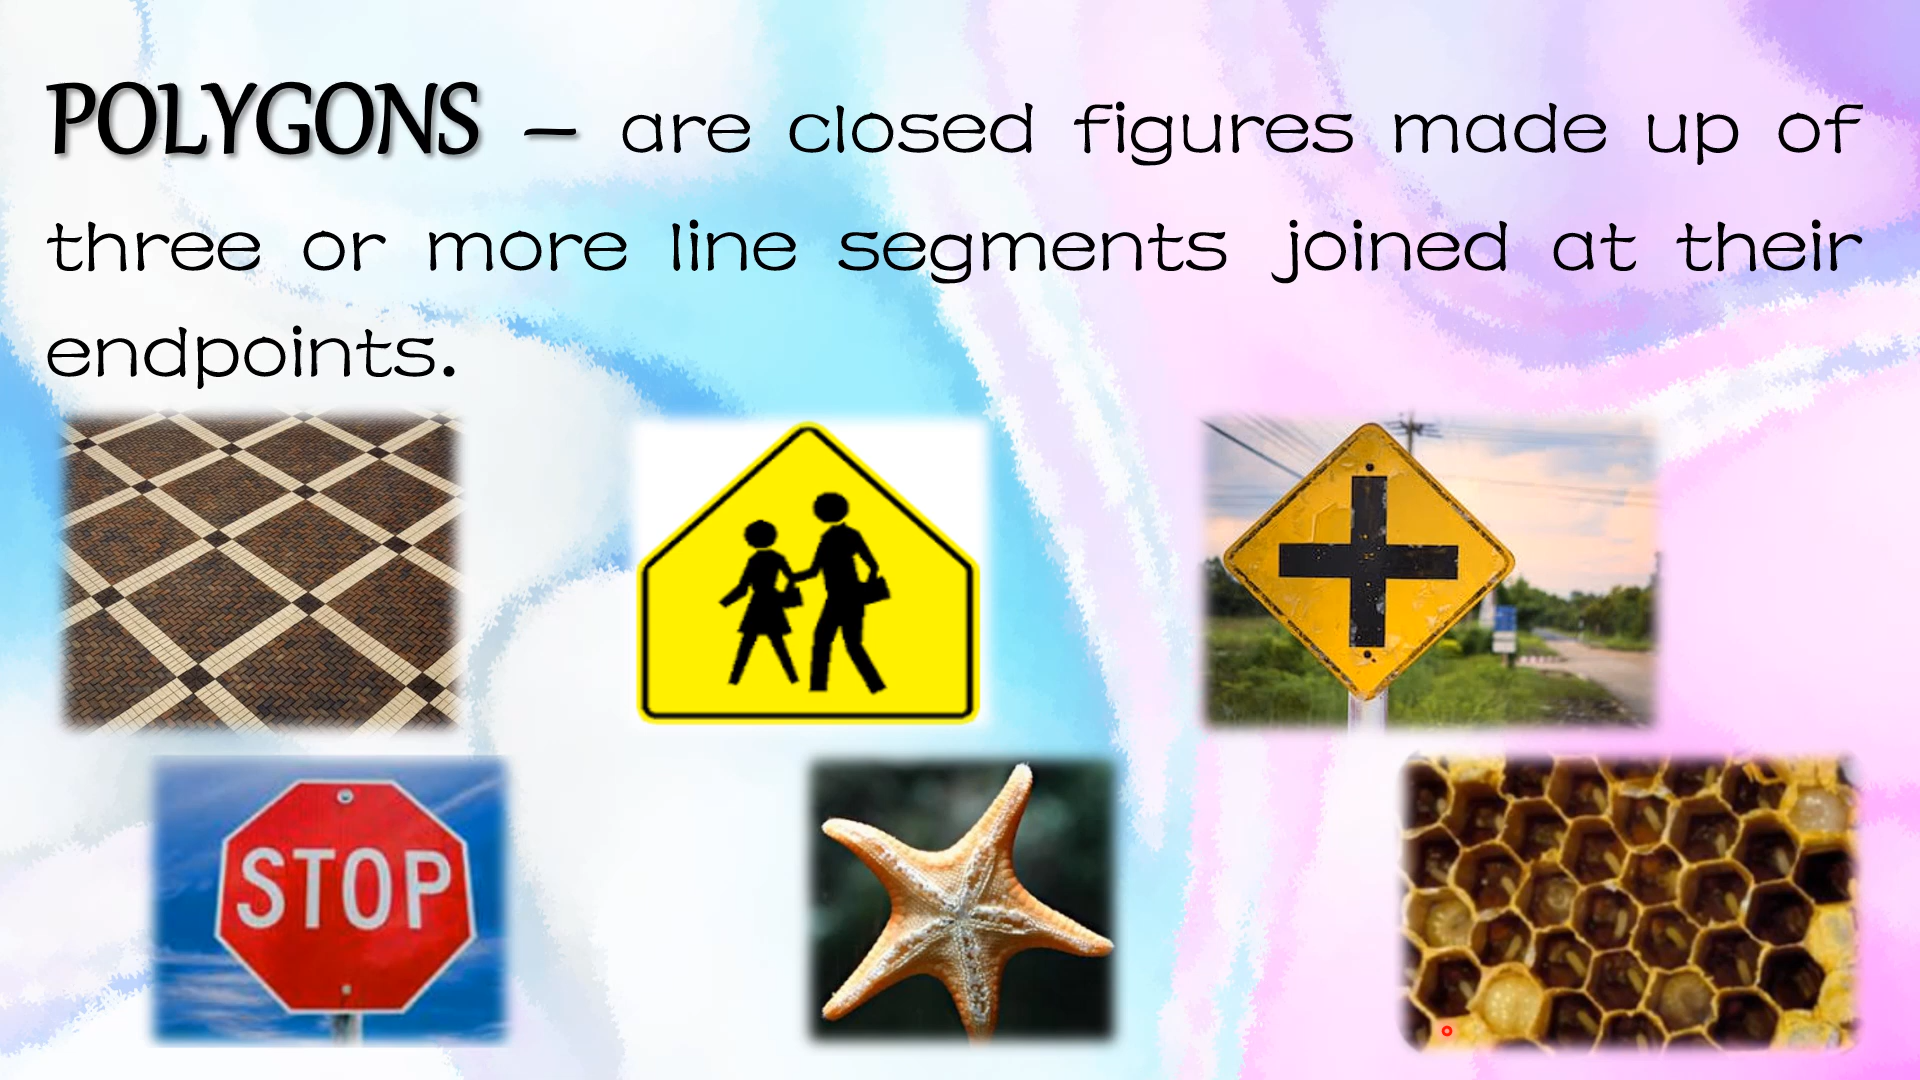 POLYGONS – are closed figures made up of
three or more line segments joined at their
endpoints.
STOP